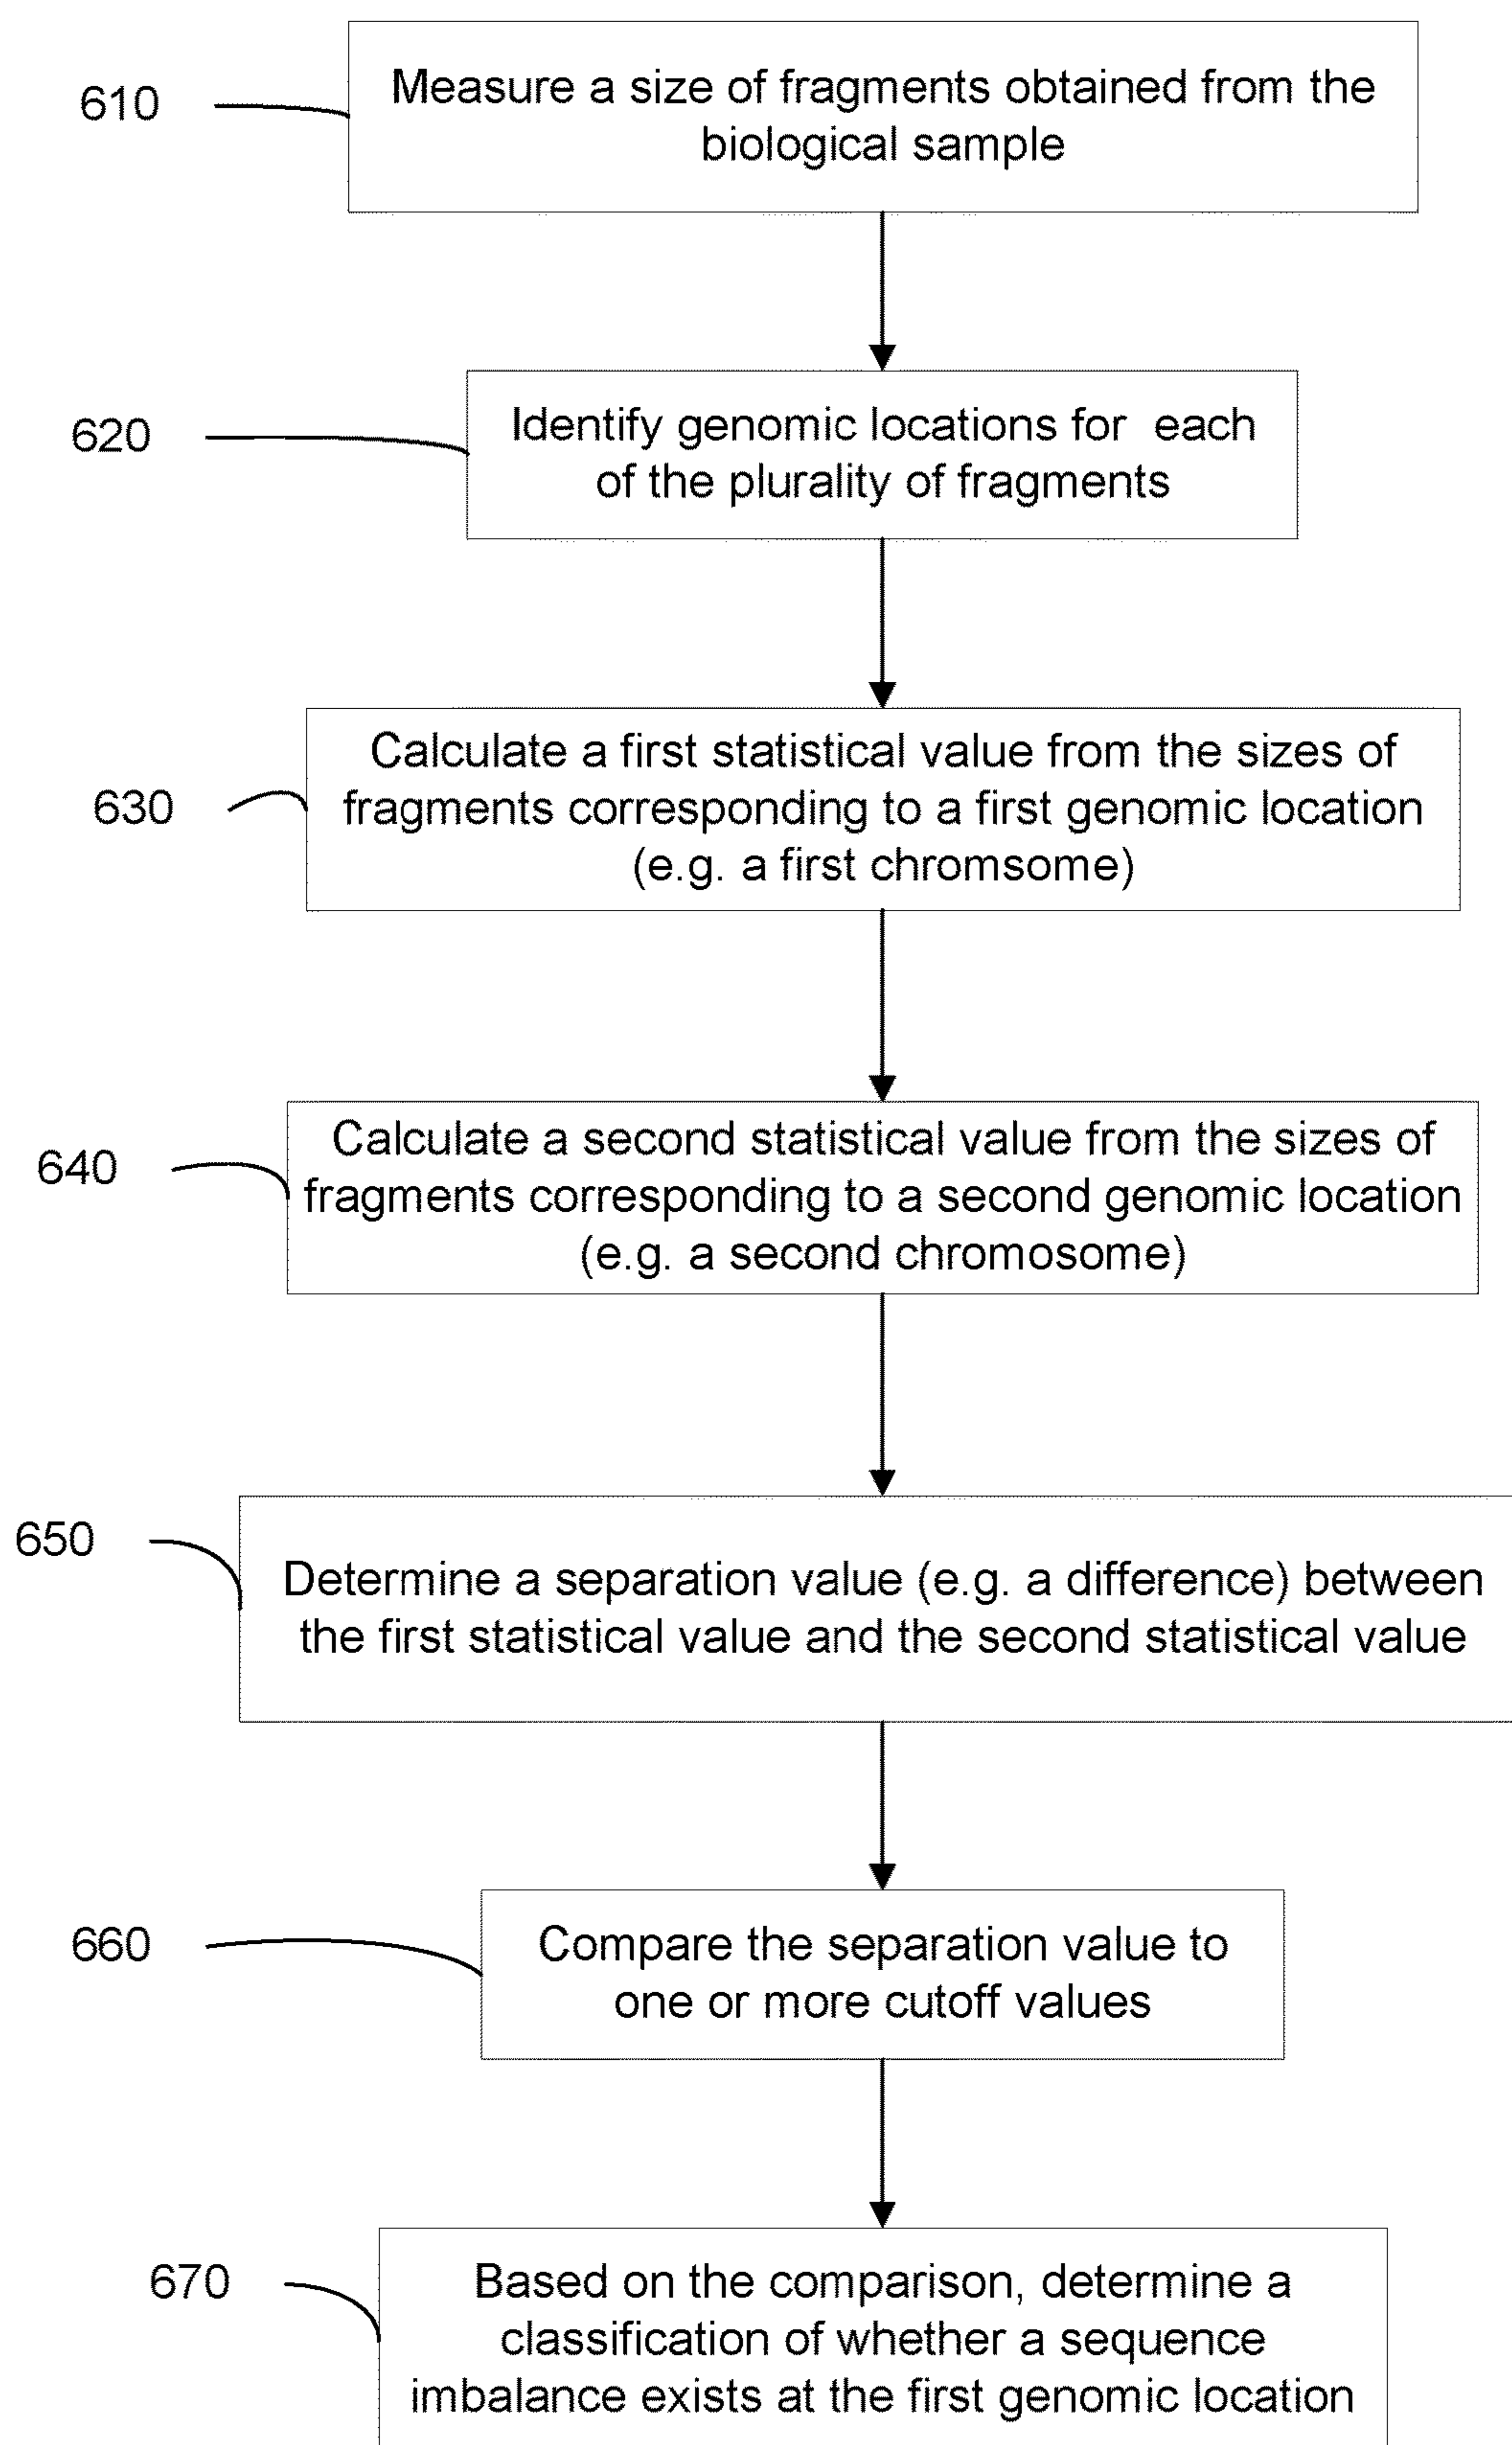 610
Measure a size of fragments obtained from the
biological sample
620
Identify genomic locations for each
of the plurality of fragments
630
Calculate a first statistical value from the sizes of
fragments corresponding to a first genomic location
(e.g. a first chromsome)
640
Calculate a second statistical value from the sizes of
fragments corresponding to a second genomic location
(e.g. a second chromosome)
650
Determine a separation value (e.g. a difference) between
the first statistical value and the second statistical value
660
Compare the separation value to
one or more cutoff values
670
Based on the comparison, determine a
classification of whether a sequence
imbalance exists at the first genomic location